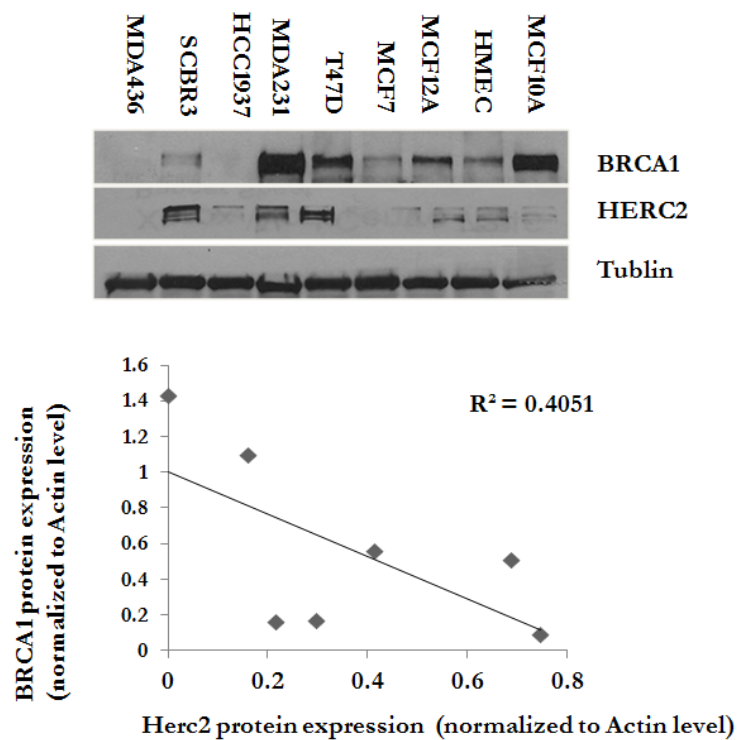 MDA436
SCBR3
HCC1937
MDA231
T47D
MCF7
MCF12A
HMEC
MCF10A
BRCA1
HERC2
Tublin
1.6
1.4
1.2
1
0.8
0.6
0.4
0.2
0
R² = 0.4051
BRCA1 protein expression
(normalized to Actin level)
0
0.2
0.4
0.6
0.8
Herc2 protein expression (normalized to Actin level)